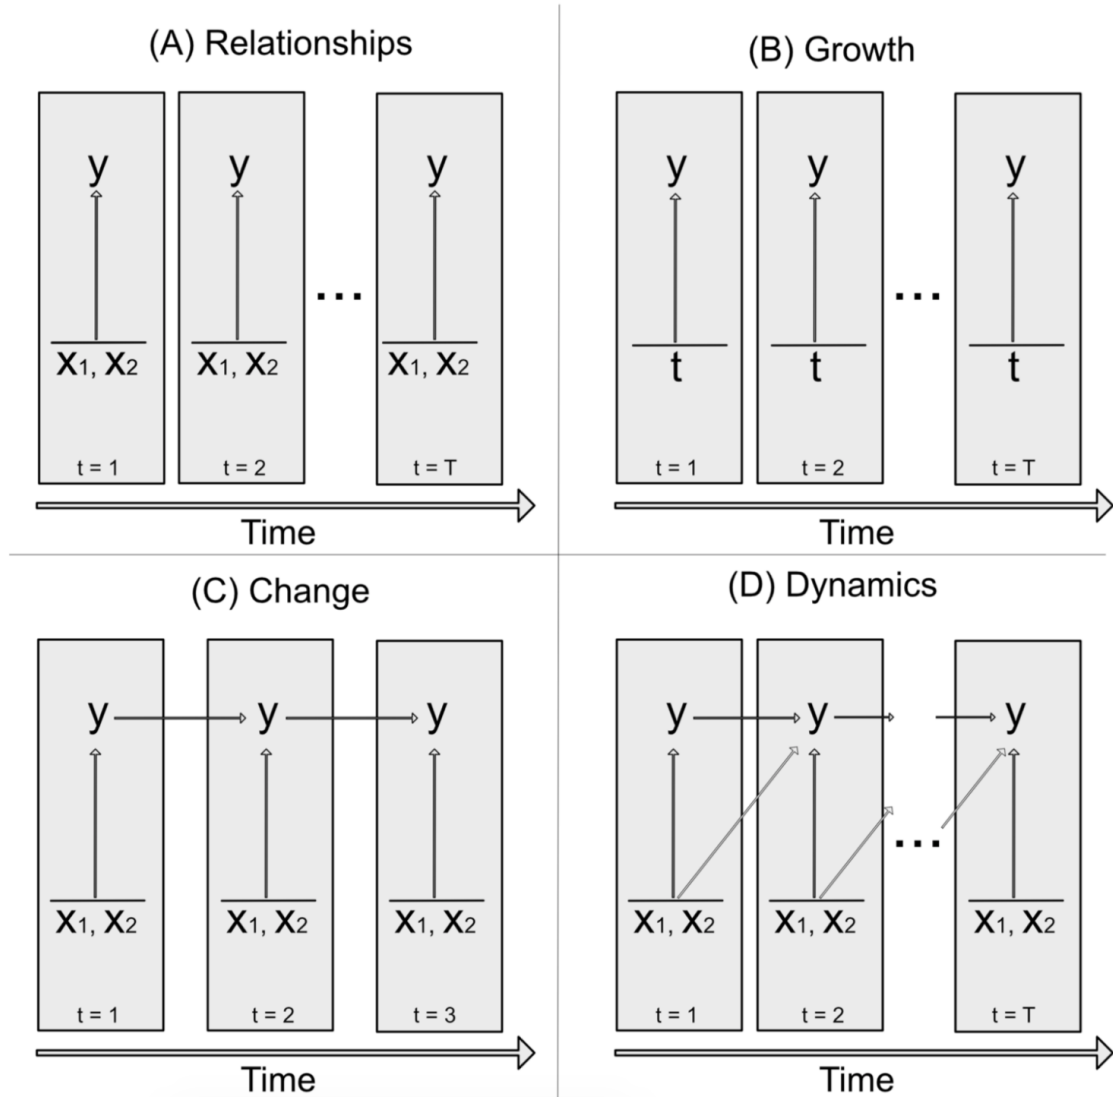 (A) Relationships
y y y
...
x1, x2 x1, x2 x1, x2
t = 1 t = 2 t = T
Time
(B) Growth
y y y
...
t t t
t = 1 t = 2 t = T
Time
(C) Change
y y y
x1, x2 x1, x2 x1, x2
t = 1 t = 2 t = 3
Time
(D) Dynamics
y y y
...
x1, x2 x1, x2 x1, x2
t = 1 t = 2 t = T
Time